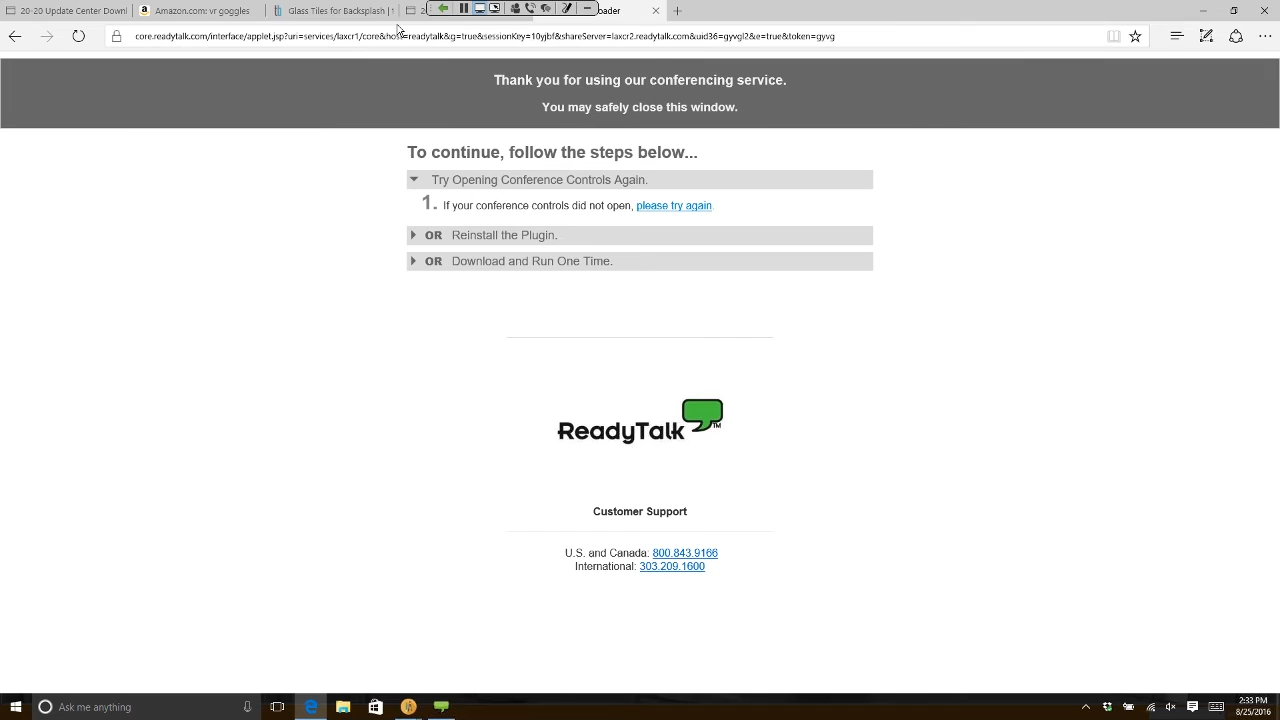 20-20 Update Center Downl
Amazon.com: vr goggles
Glass Tiles for Backsplash |
ader
core.readytalk.com/interface/applet.jsp?uri=services/laxcr1/core&host=readytalk&g=true&sessionKey=10yjbf&shareServer=laxcr2.readytalk.com&uid36=gyvgl2&e=true&token=gyvg
Thank you for using our conferencing service.
You may safely close this window.
To continue, follow the steps below...
Try Opening Conference Controls Again.
1. If your conference controls did not open, please try again.
OR Reinstall the Plugin.
OR Download and Run One Time.
ReadyTalk TM
Customer Support
U.S. and Canada: 800.843.9166
International: 303.209.1600
Ask me anything
2:33 PM
8/25/2016